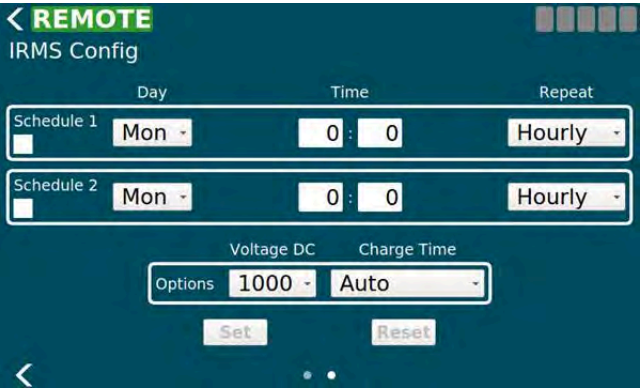 REMOTE
IRMS Config
Day Time Repeat
Schedule 1
Mon 0 : 0 Hourly
Schedule 2
Mon 0 : 0 Hourly
Voltage DC Charge Time
Options 1000 Auto
Set Reset